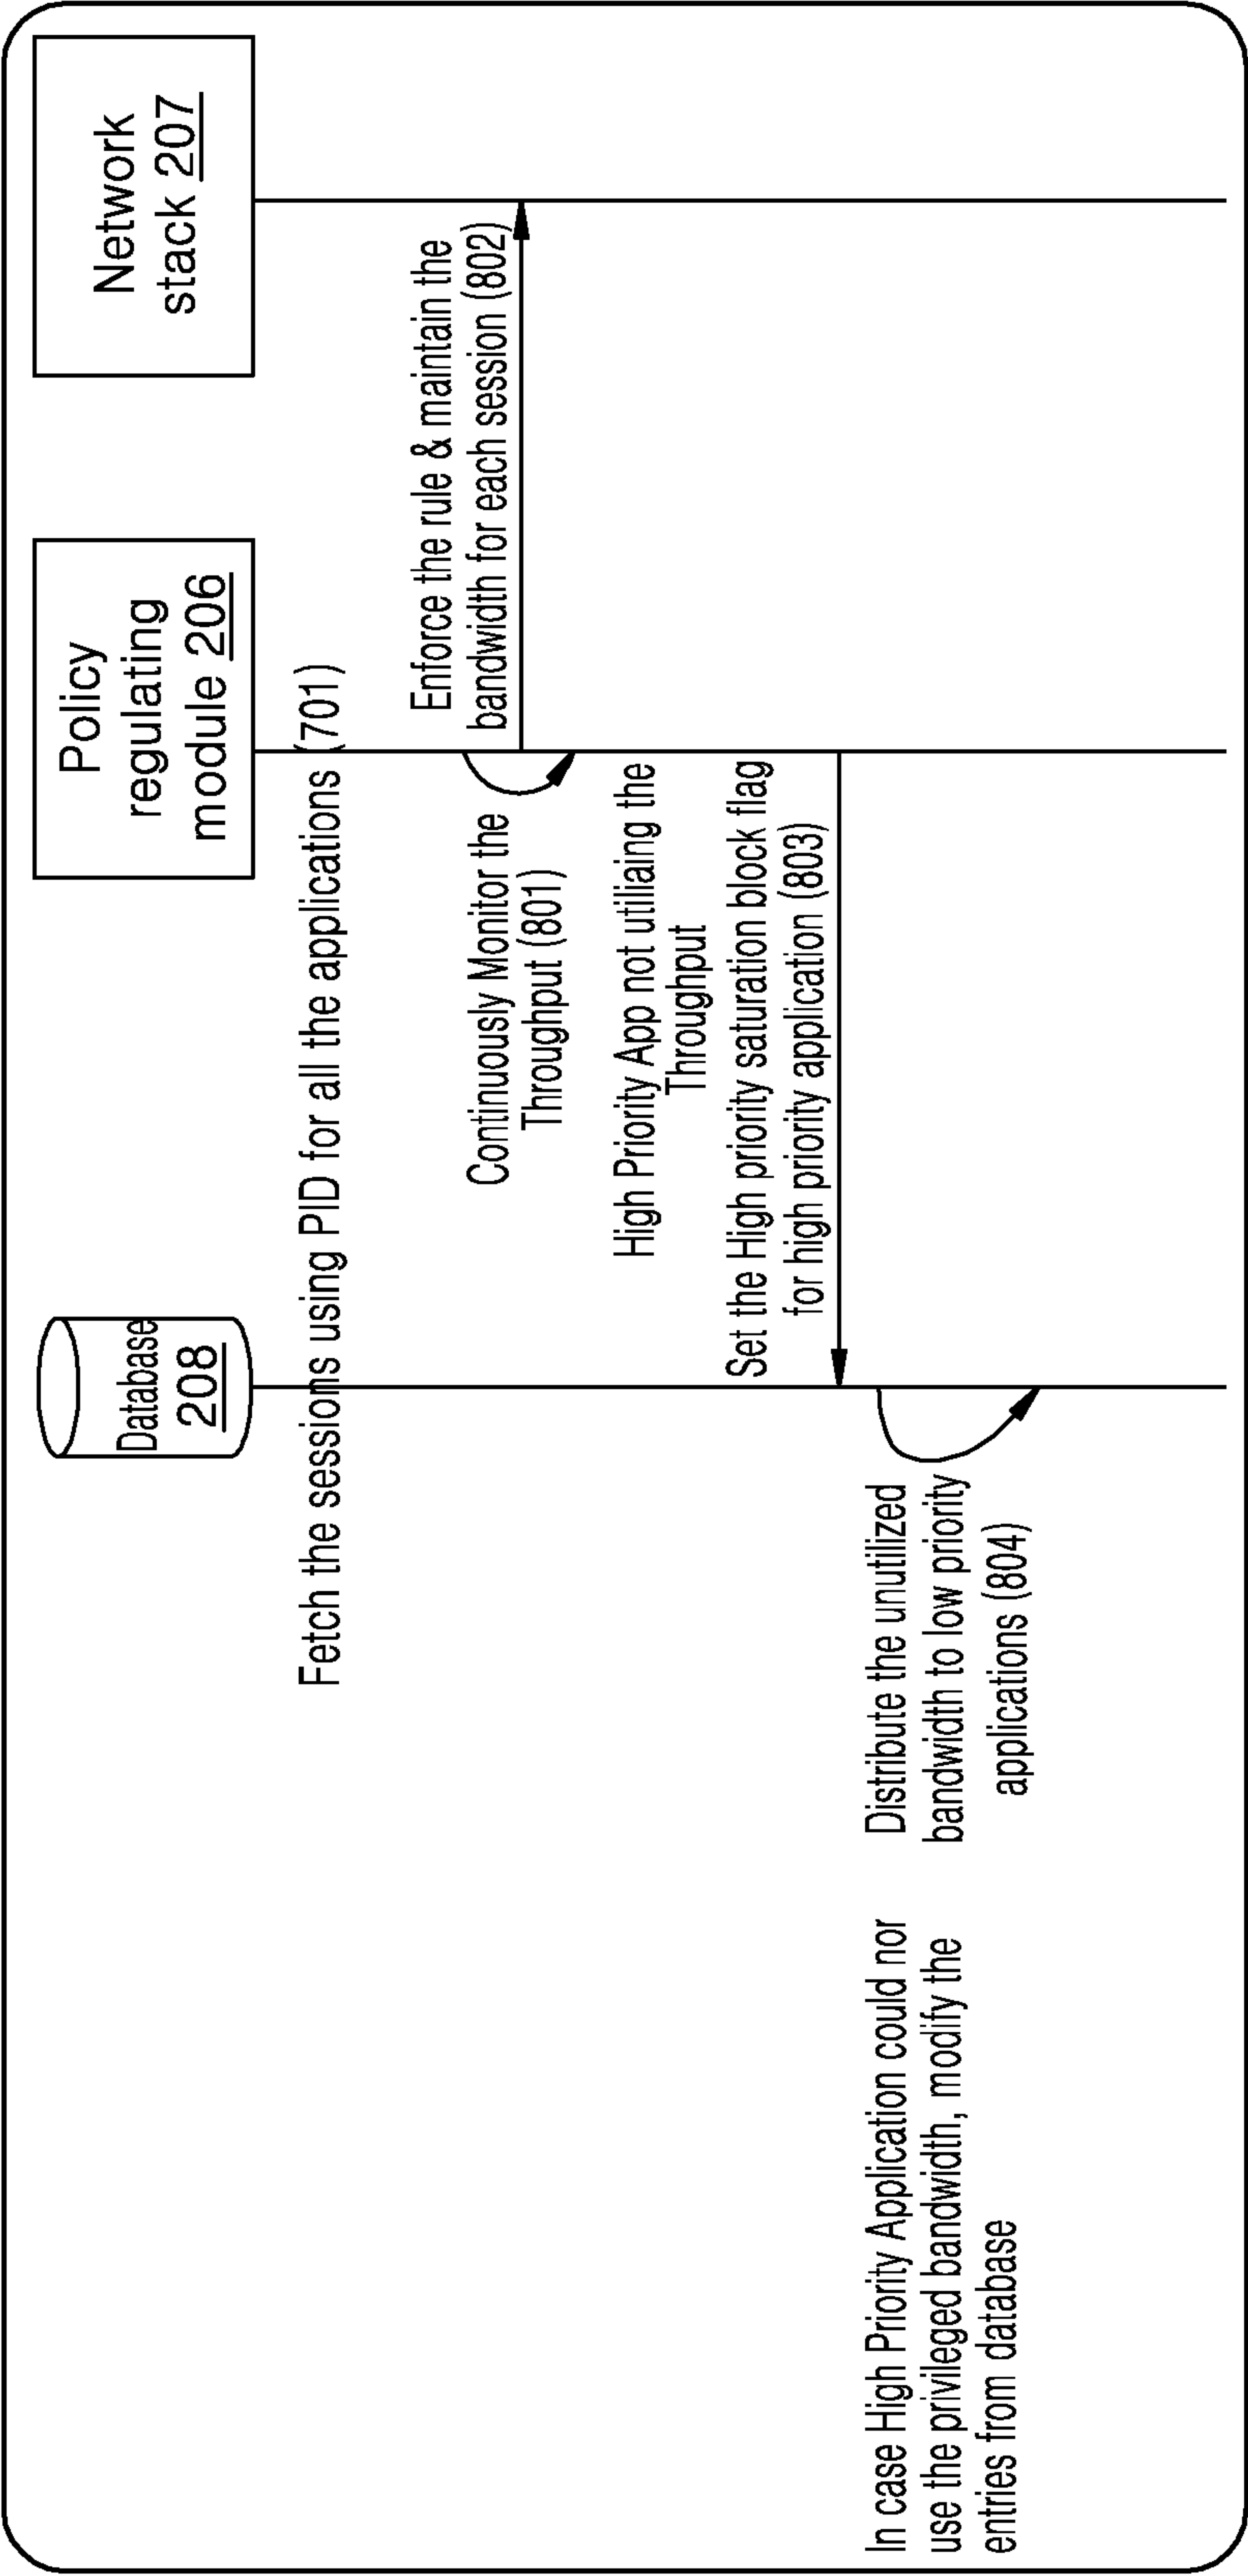 Database
208
Policy
regulating
module 206
Network
stack 207
Fetch the sessions using PID for all the applications (701)
Continuously Monitor the
Throughput (801)
Enforce the rule & maintain the
bandwidth for each session (802)
High Priority App not utiliaing the
Throughput
Set the High priority saturation block flag
for high priority application (803)
In case High Priority Application could nor
use the privileged bandwidth, modify the
entries from database
Distribute the unutilized
bandwidth to low priority
applications (804)